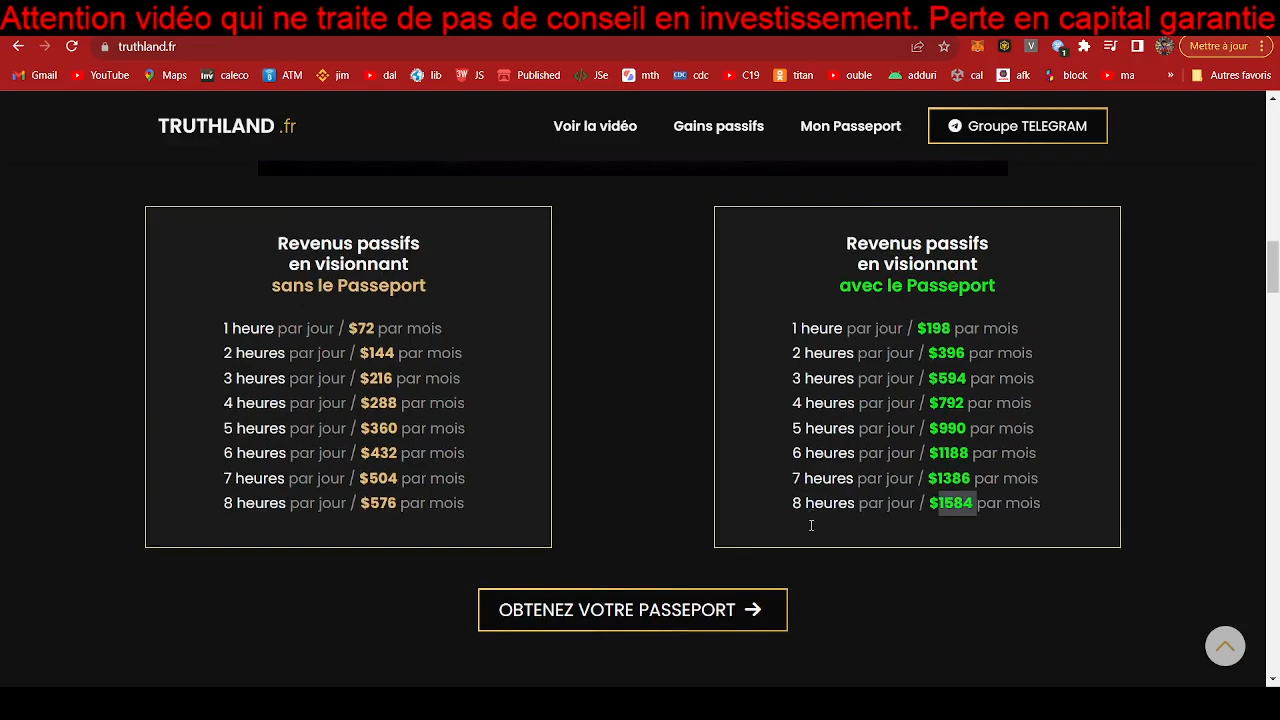 Attention vidéo qui ne traite de pas de conseil en investissement. Perte en capital garantie
truthland.fr
Mettre à jour
Gmail YouTube Maps caleco ATM jim dal lib JS Published JSe mth cdc C19 titan ouble adduri cal afk block ma » Autres favoris
TRUTHLAND .fr Voir la vidéo Gains passifs Mon Passeport Groupe TELEGRAM
Revenus passifs
en visionnant
sans le Passeport
1 heure par jour / $72 par mois
2 heures par jour / $144 par mois
3 heures par jour / $216 par mois
4 heures par jour / $288 par mois
5 heures par jour / $360 par mois
6 heures par jour / $432 par mois
7 heures par jour / $504 par mois
8 heures par jour / $576 par mois
Revenus passifs
en visionnant
avec le Passeport
1 heure par jour / $198 par mois
2 heures par jour / $396 par mois
3 heures par jour / $594 par mois
4 heures par jour / $792 par mois
5 heures par jour / $990 par mois
6 heures par jour / $1188 par mois
7 heures par jour / $1386 par mois
8 heures par jour / $1584 par mois
OBTENEZ VOTRE PASSEPORT